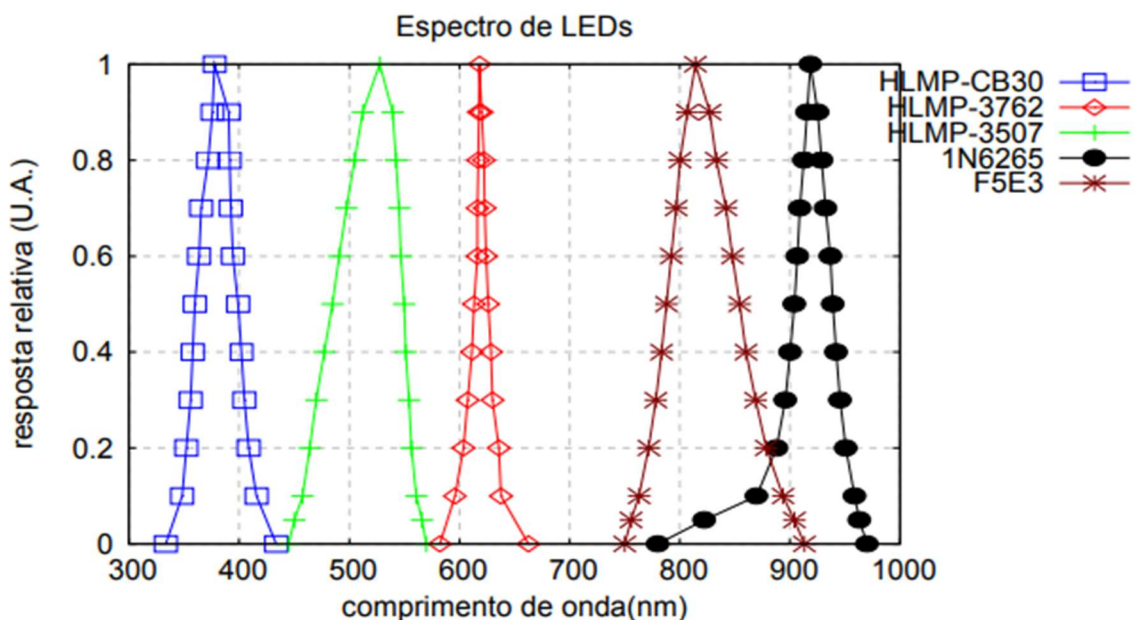 Espectro de LEDs
resposta relativa (U.A.)
1
0.8
0.6
0.4
0.2
0
300 400 500 600 700 800 900 1000
comprimento de onda(nm)
HLMP-CB30
HLMP-3762
HLMP-3507
1N6265
F5E3